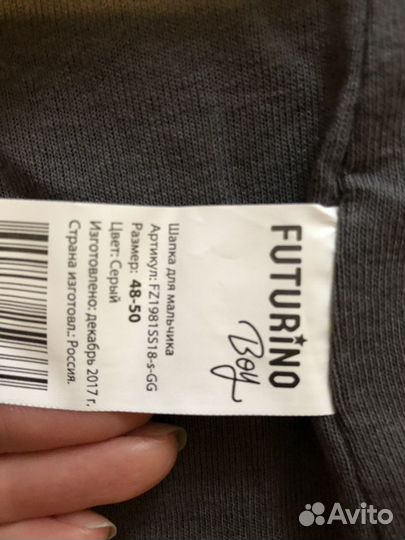 FUTURINO
Boy
Шапка для мальчика
Артикул: FZ1981SS18-s-GG
Размер: 48-50
Цвет: Серый
Изготовлено: декабрь 2017 г.
Страна изготовл.: Россия.
Avito